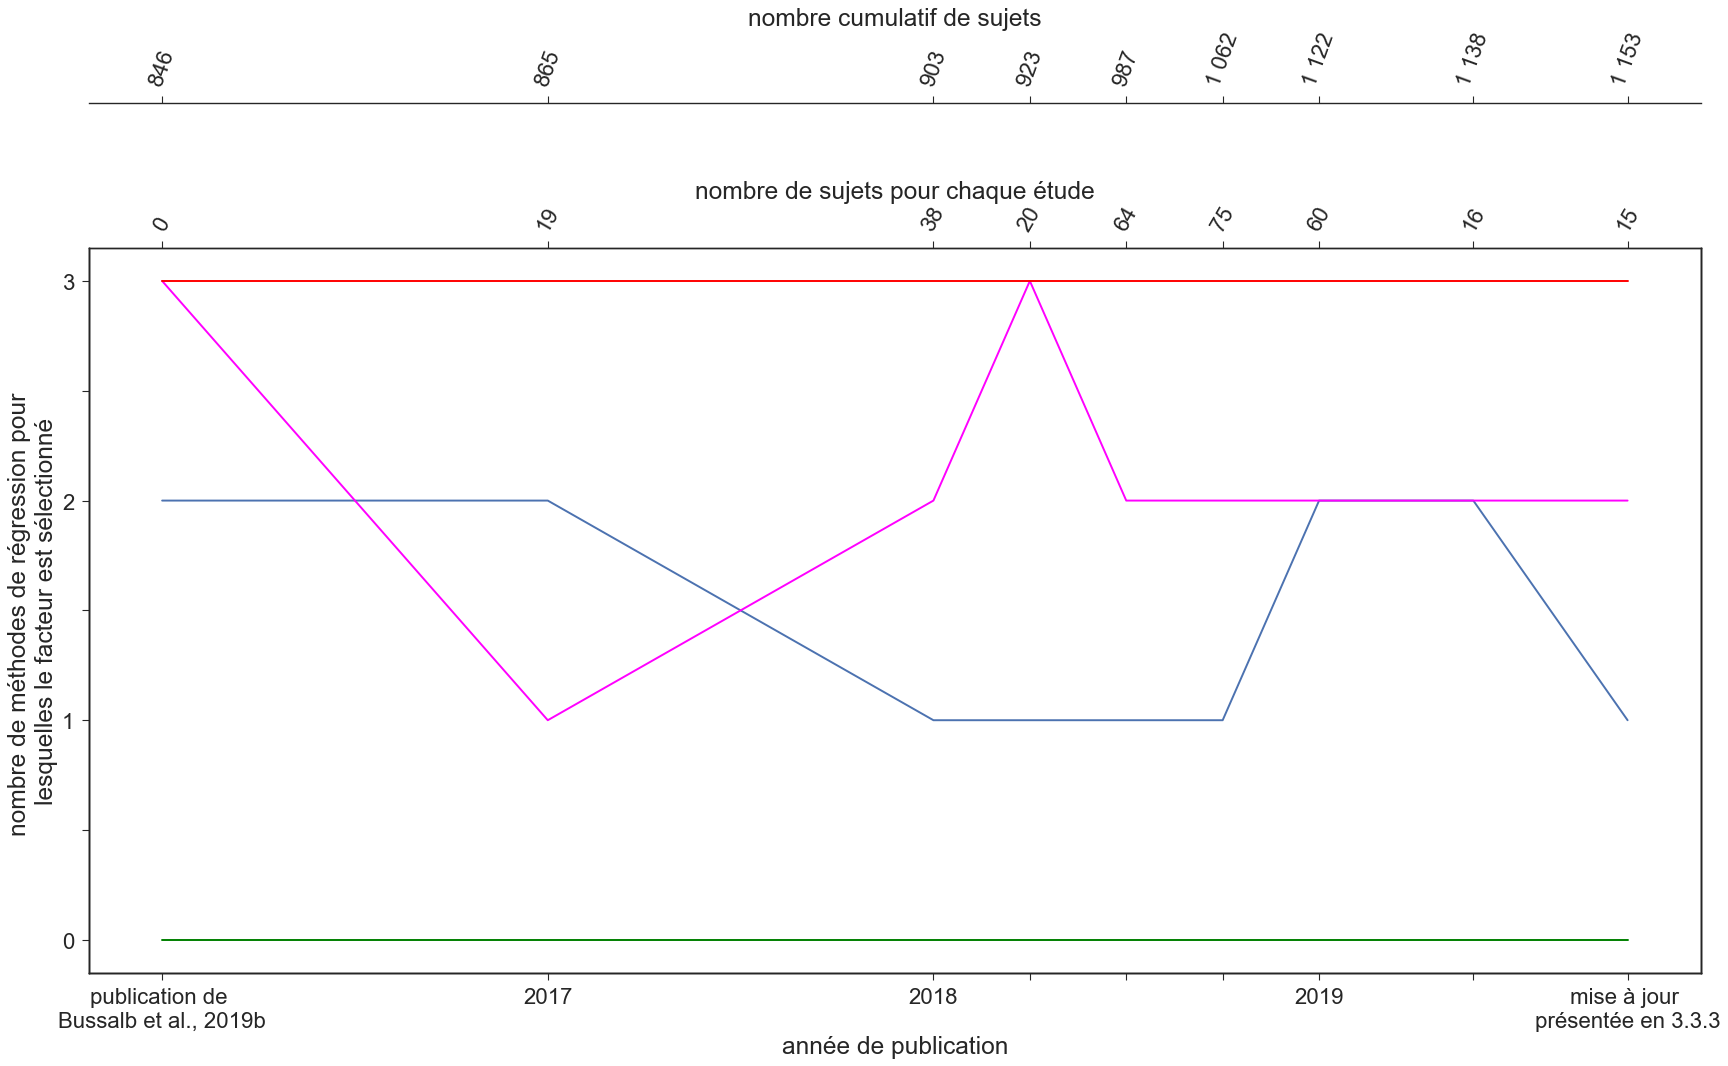 nombre cumulatif de sujets
846 865 903 923 987 1 062 1 122 1 138 1 153
nombre de sujets pour chaque étude
0 19 38 20 64 75 60 16 15
nombre de méthodes de régression pour
lesquelles le facteur est sélectionné
3
2
1
0
publication de
Bussalb et al., 2019b
2017
2018
2019
mise à jour
présentée en 3.3.3
année de publication